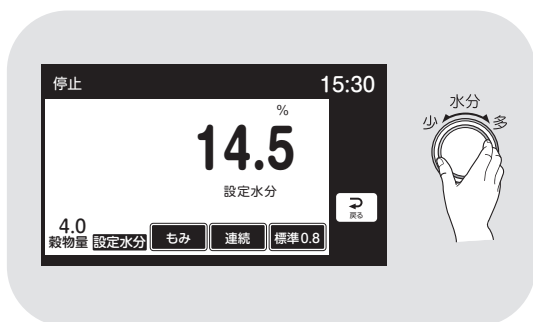 停止 15:30
%
14.5
設定水分
戻る
4.0
穀物量 設定水分 もみ 連続 標準0.8
水分
少 多